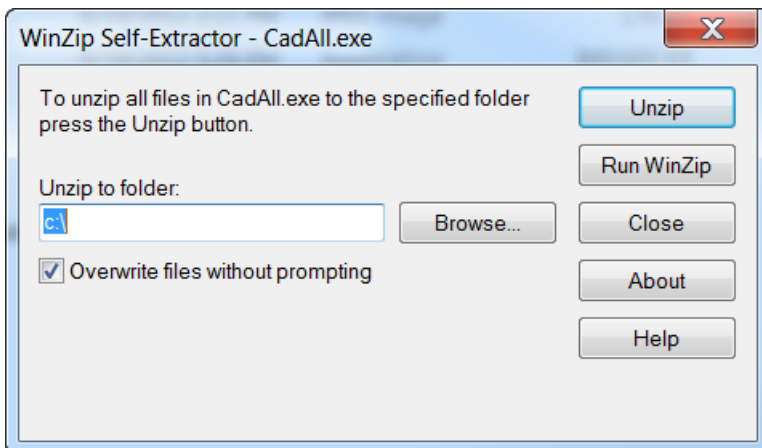 WinZip Self-Extractor - CadAll.exe
To unzip all files in CadAll.exe to the specified folder
press the Unzip button.
Unzip
Run WinZip
Unzip to folder:
c:\
Browse...
Close
Overwrite files without prompting
About
Help